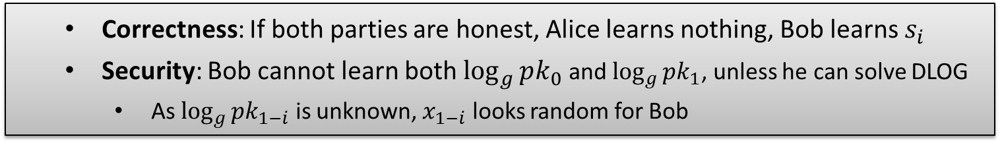 • Correctness: If both parties are honest, Alice learns nothing, Bob learns $s_i$
• Security: Bob cannot learn both $\log_g pk_0$ and $\log_g pk_1$, unless he can solve DLOG
• As $\log_g pk_{1-i}$ is unknown, $x_{1-i}$ looks random for Bob